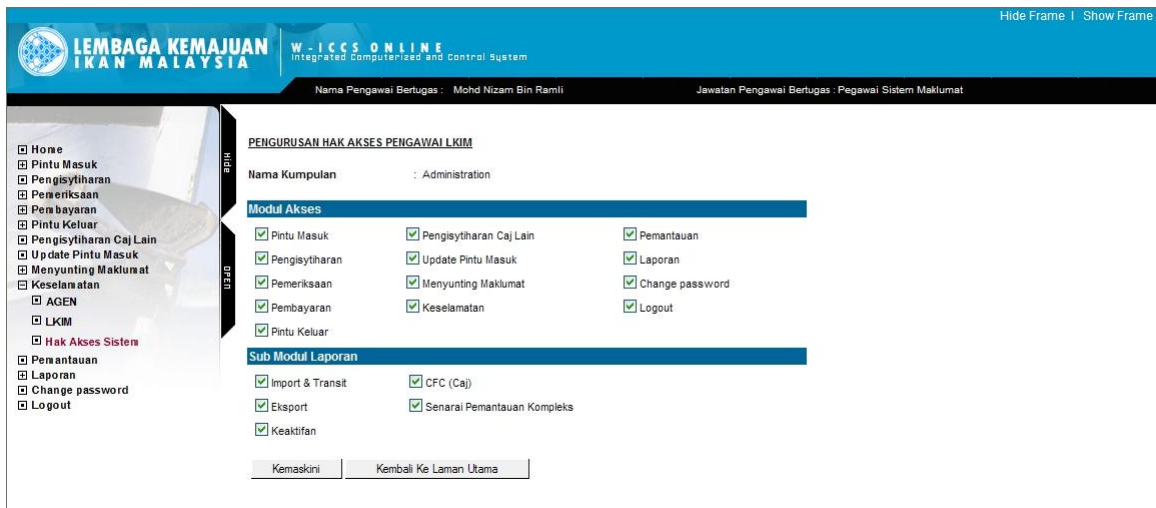 Hide Frame I Show Frame
LEMBAGA KEMAJUAN
IKAN MALAYSIA
W-ICCS ONLINE
Integrated Computerized and Control System
Nama Pengawai Bertugas : Mohd Nizam Bin Ramli
Jawatan Pengawai Bertugas : Pegawai Sistem Maklumat
Home
Pintu Masuk
Pengisytiharan
Pemeriksaan
Pembayaran
Pintu Keluar
Pengisytiharan Caj Lain
Update Pintu Masuk
Menyunting Maklumat
Keselamatan
AGEN
LKIM
Hak Akses Sistem
Pemantauan
Laporan
Change password
Logout
Hide
OPEN
PENGURUSAN HAK AKSES PENGAWAI LKIM
Nama Kumpulan : Administration
Modul Akses
Pintu Masuk Pengisytiharan Caj Lain Pemantauan
Pengisytiharan Update Pintu Masuk Laporan
Pemeriksaan Menyunting Maklumat Change password
Pembayaran Keselamatan Logout
Pintu Keluar
Sub Modul Laporan
Import & Transit CFC (Caj)
Eksport Senarai Pemantauan Kompleks
Keaktifan
Kemaskini Kembali Ke Laman Utama